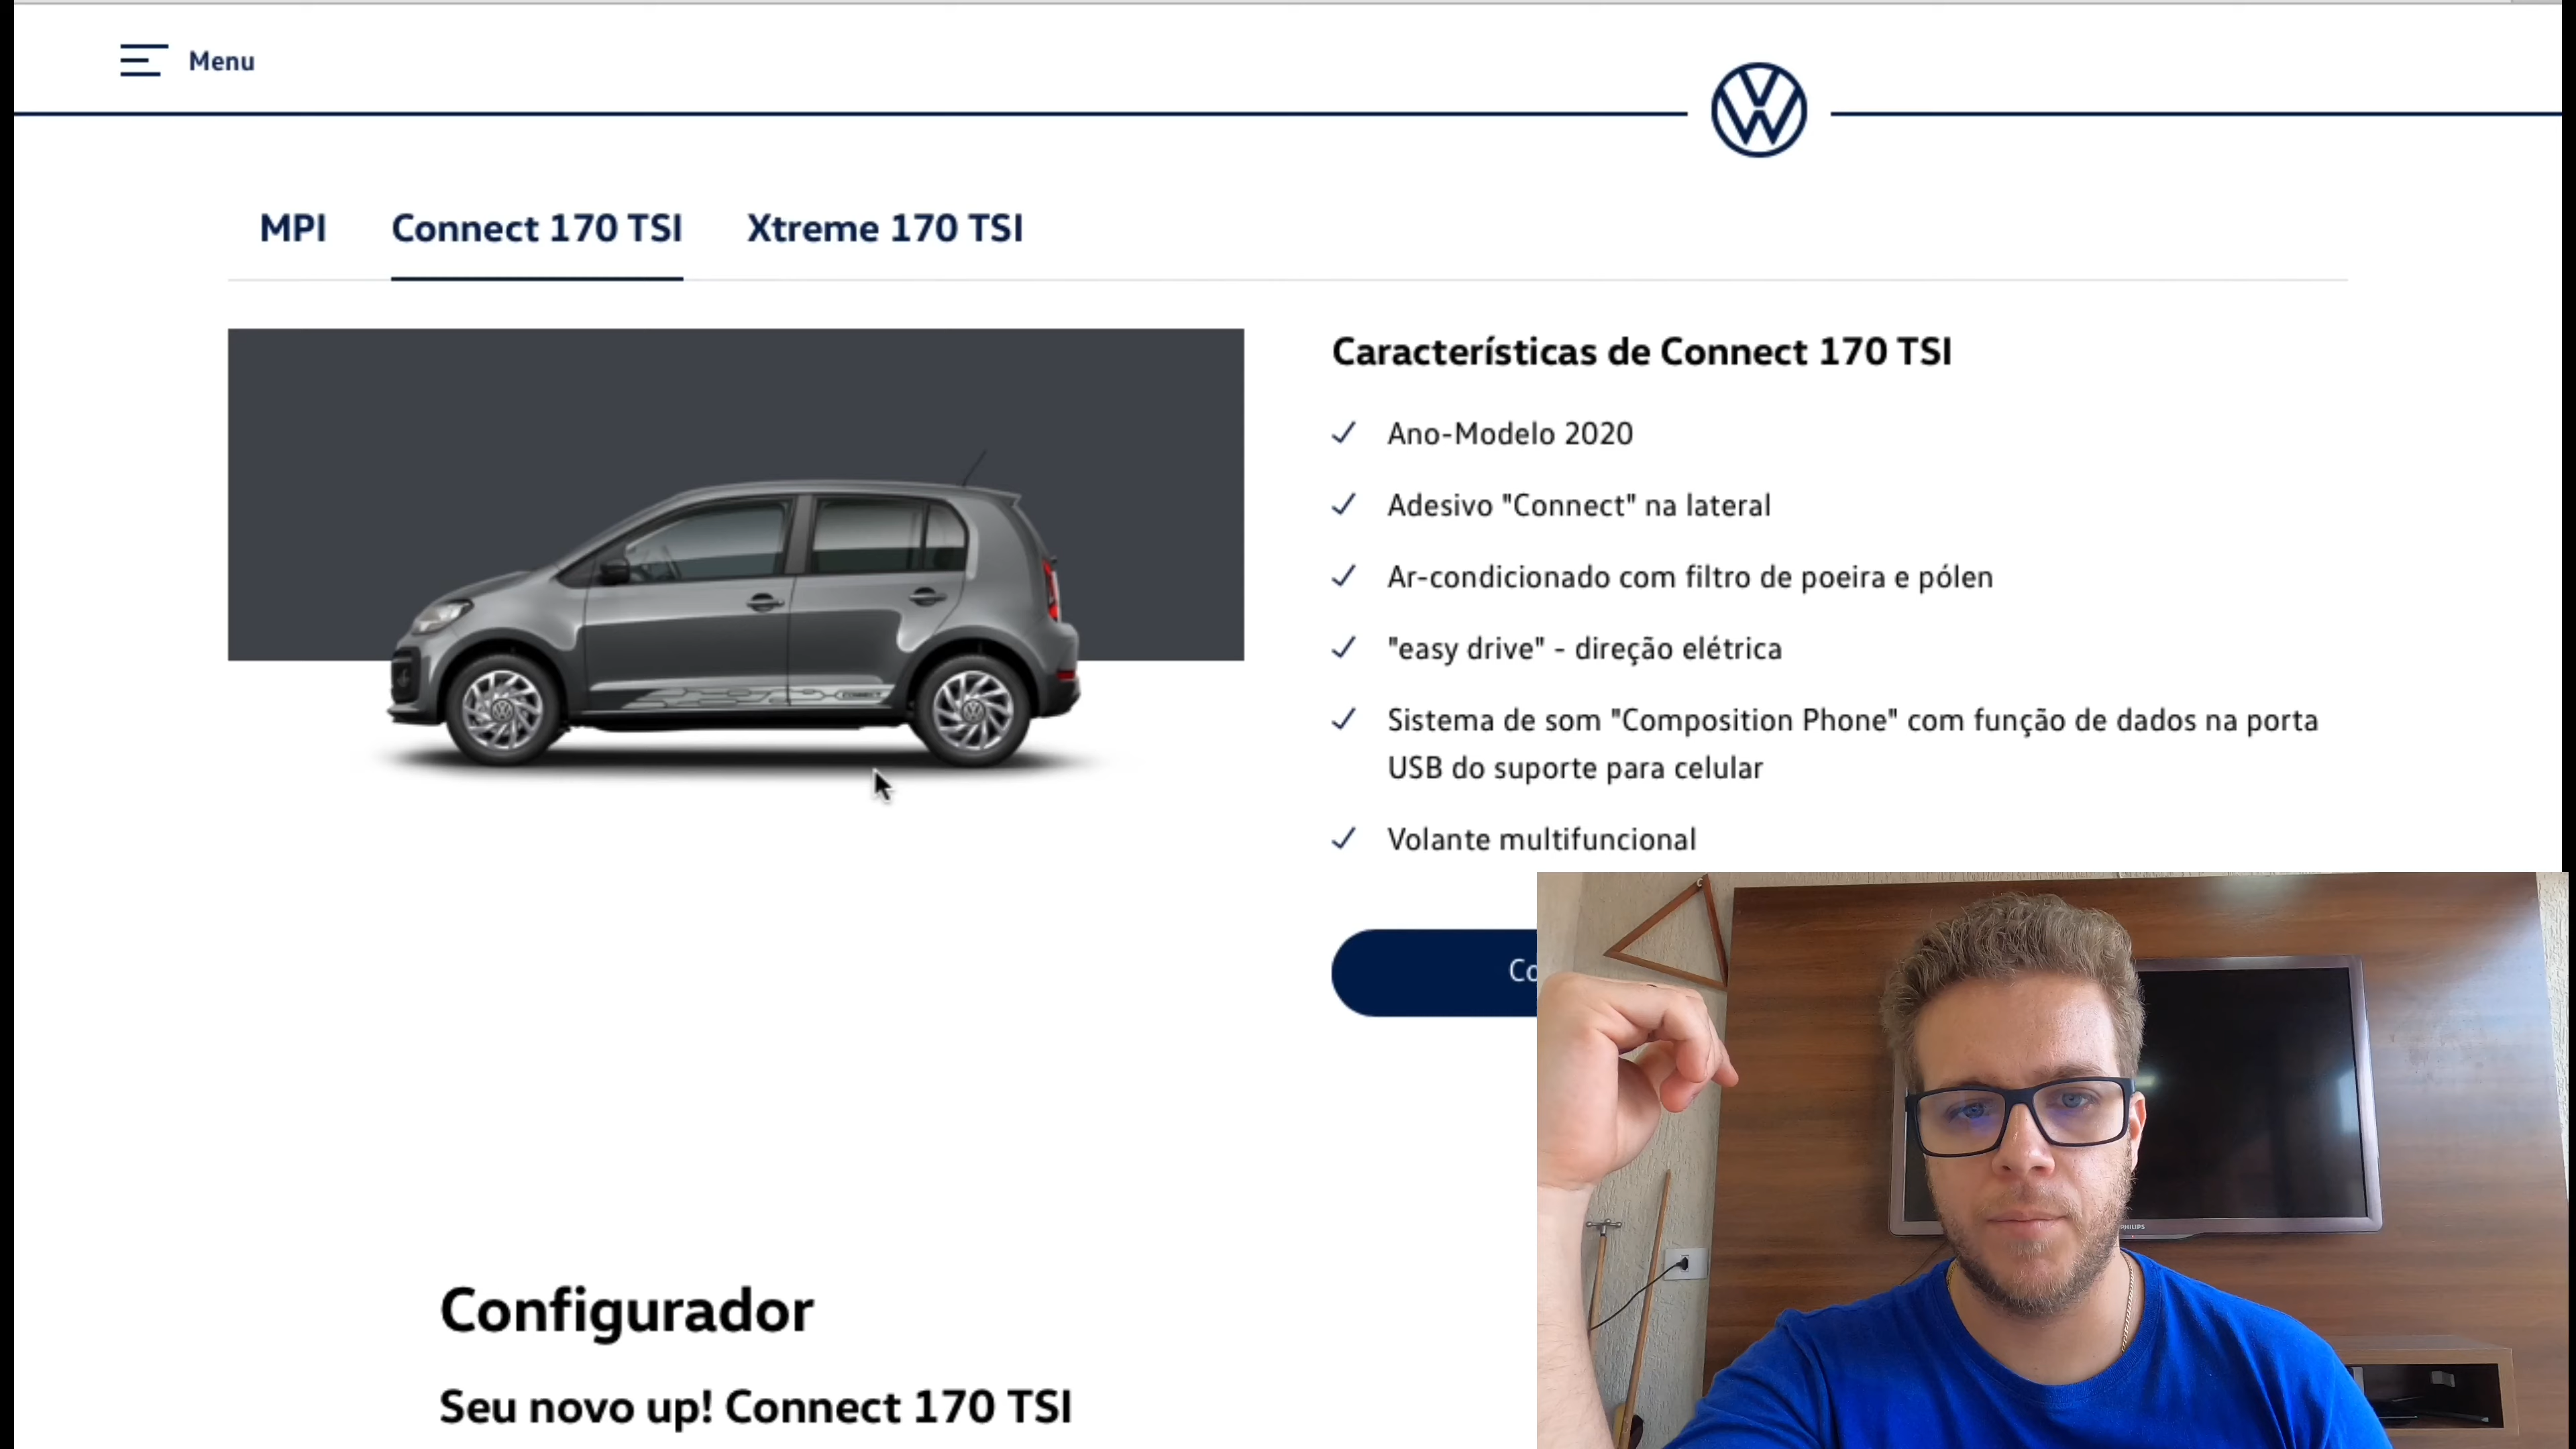 Menu
MPI Connect 170 TSI Xtreme 170 TSI
Características de Connect 170 TSI
Ano-Modelo 2020
Adesivo "Connect" na lateral
Ar-condicionado com filtro de poeira e pólen
"easy drive" - direção elétrica
Sistema de som "Composition Phone" com função de dados na porta
USB do suporte para celular
Volante multifuncional
Co
PHILIPS
Configurador
Seu novo up! Connect 170 TSI